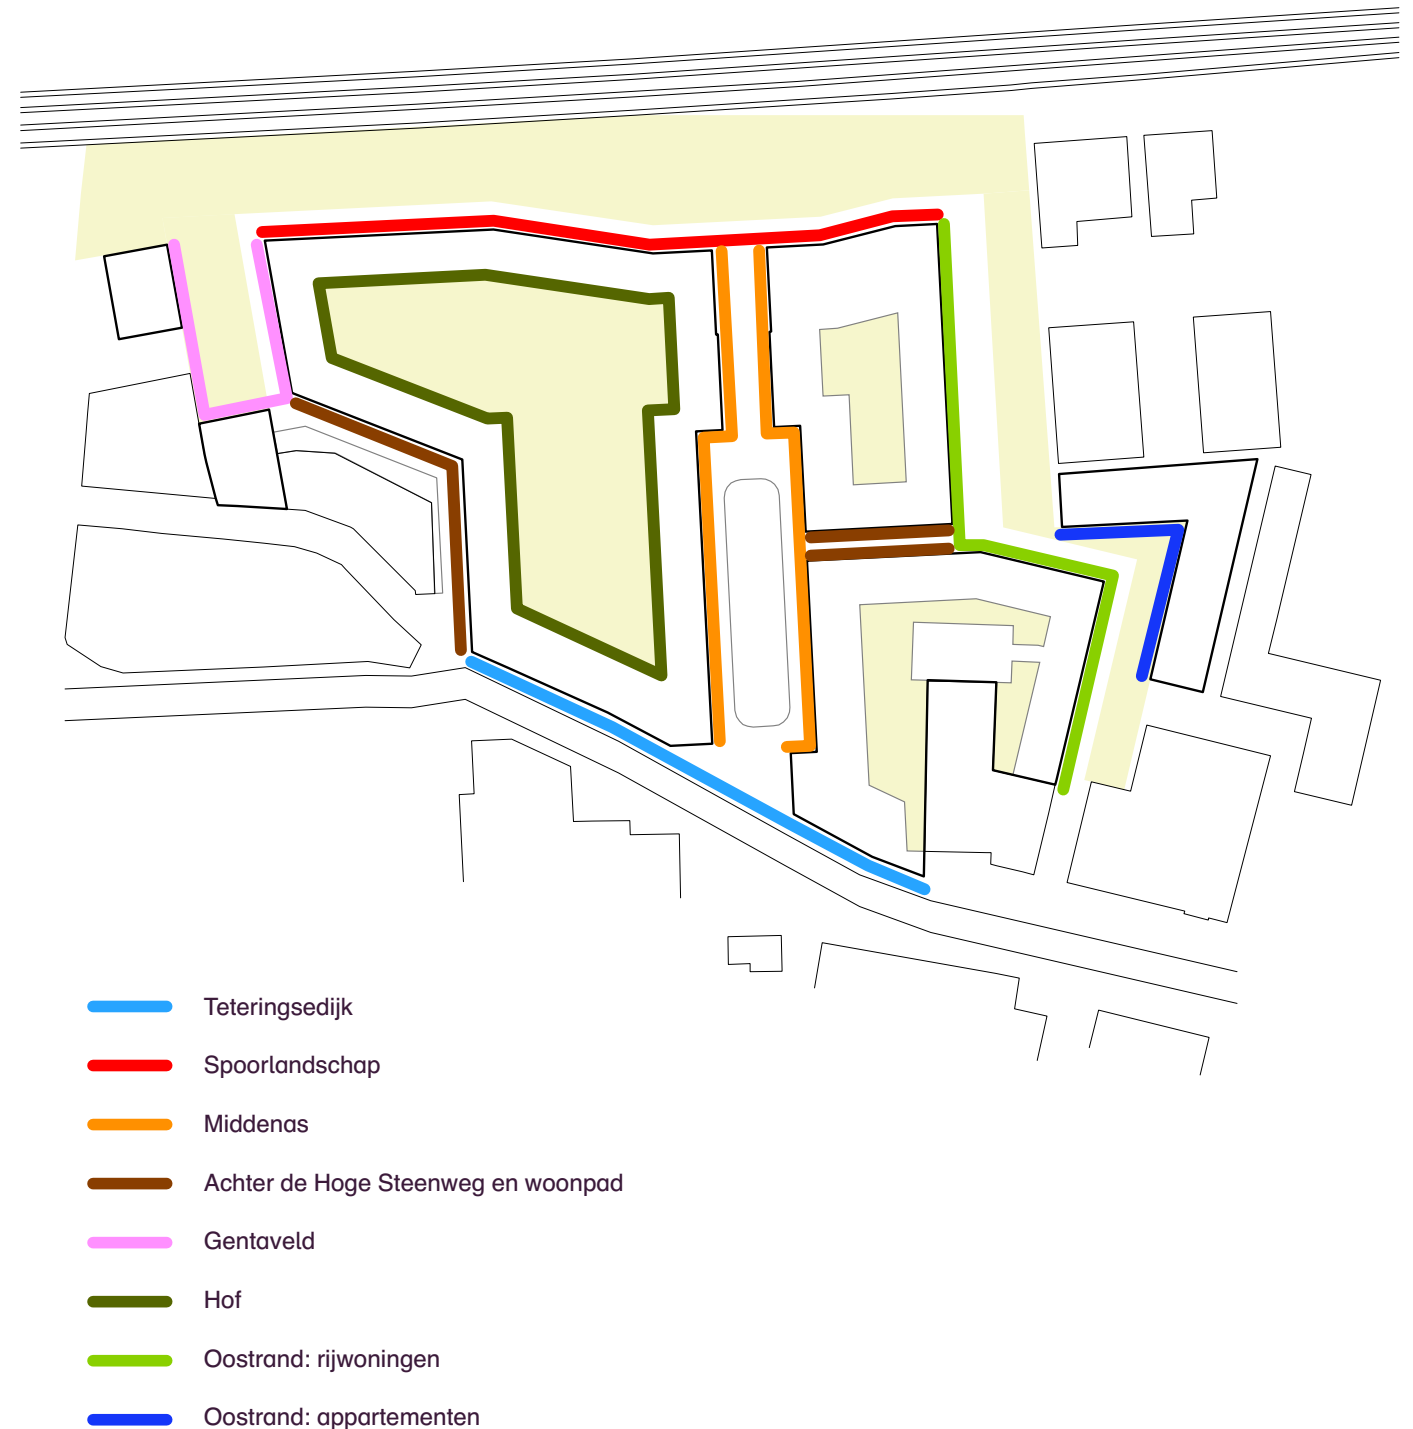 Teteringsedijk
Spoorlandschap
Middenas
Achter de Hoge Steenweg en woonpad
Gentaveld
Hof
Oostrand: rijwoningen
Oostrand: appartementen